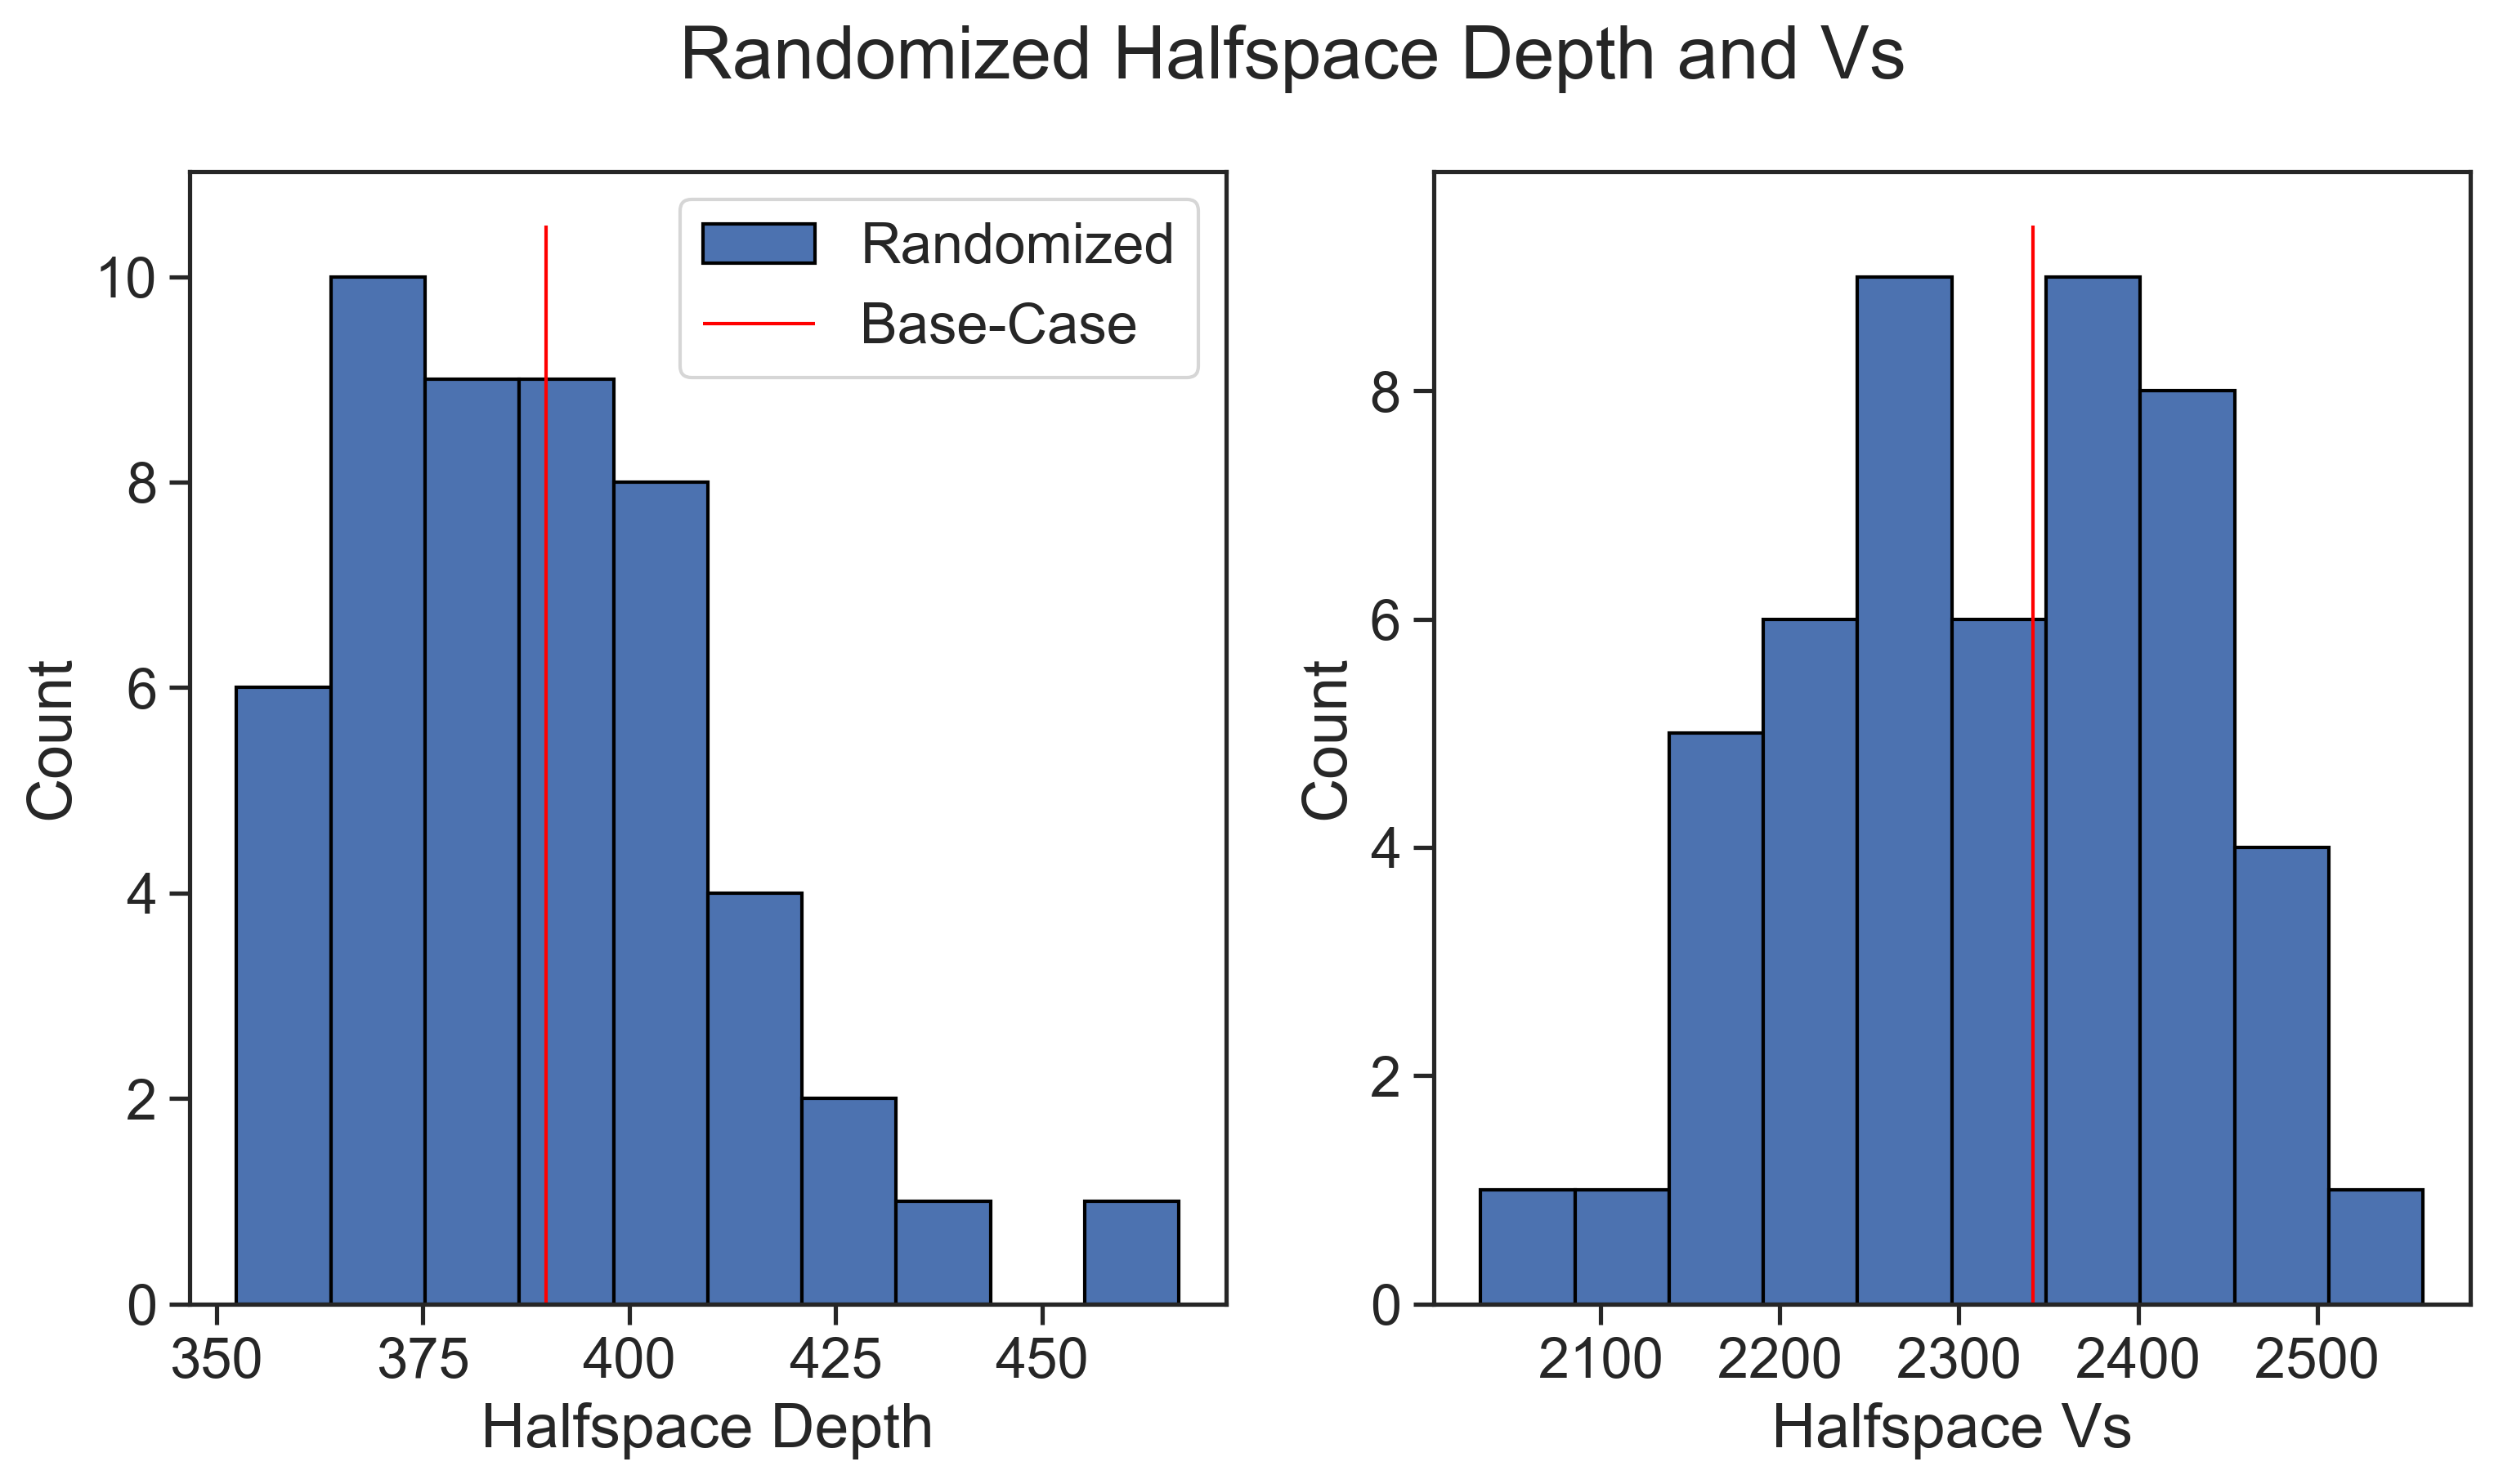 Randomized Halfspace Depth and Vs
Randomized
Base-Case
10
8
6
4
2
0
Count
350 375 400 425 450
Halfspace Depth
8
6
4
2
0
Count
2100 2200 2300 2400 2500
Halfspace Vs